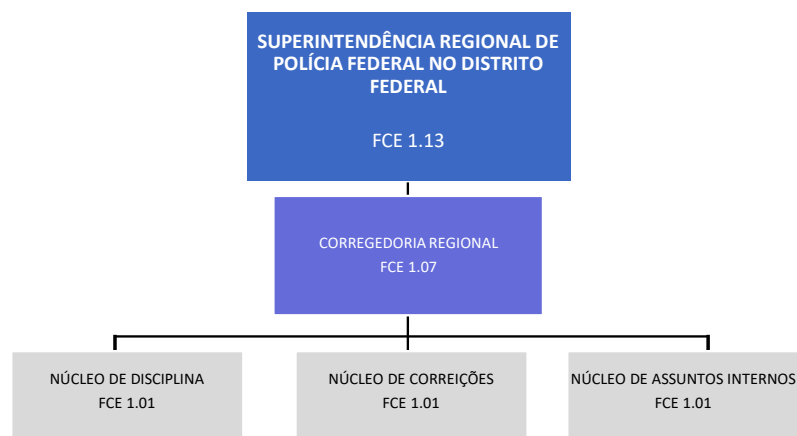 SUPERINTENDÊNCIA REGIONAL DE
POLÍCIA FEDERAL NO DISTRITO
FEDERAL
FCE 1.13
CORREGEDORIA REGIONAL
FCE 1.07
NÚCLEO DE DISCIPLINA
FCE 1.01
NÚCLEO DE CORREIÇÕES
FCE 1.01
NÚCLEO DE ASSUNTOS INTERNOS
FCE 1.01